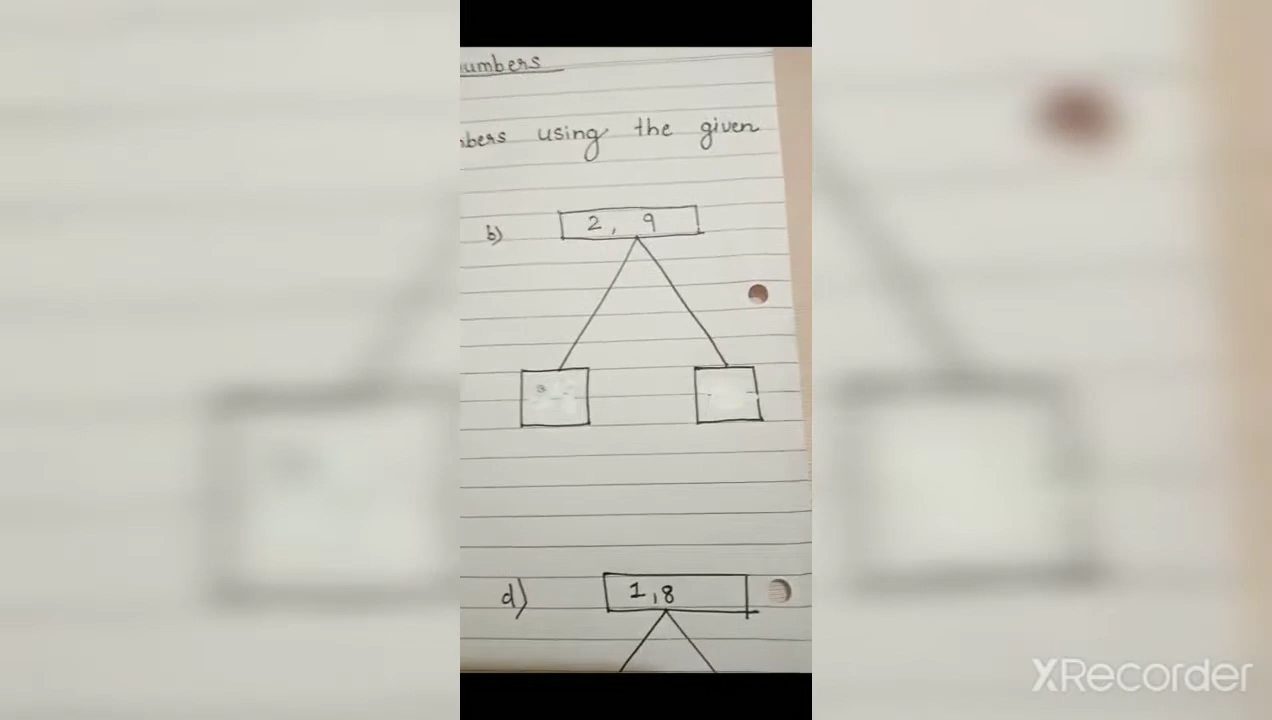 umbers
bers using the given
b) 2, 9
d) 1,8
XRecorder